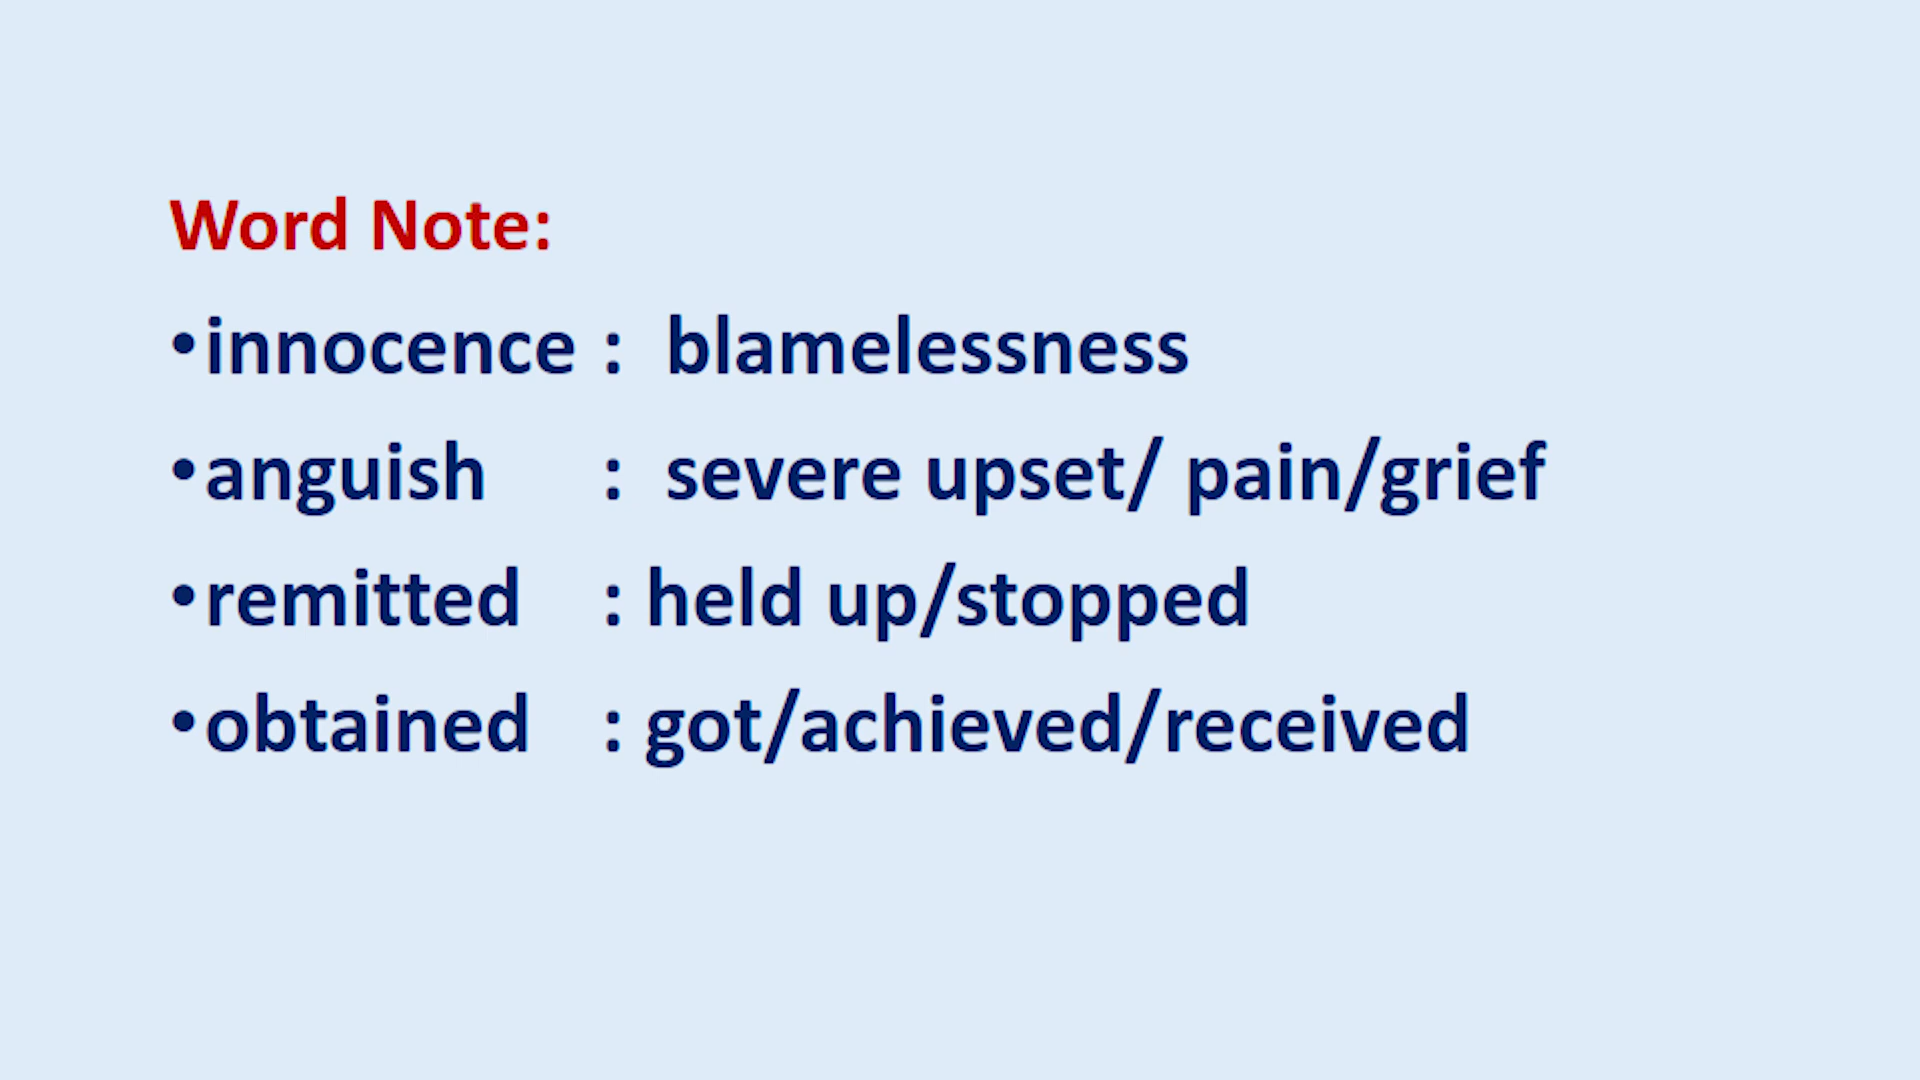 Word Note:
•innocence : blamelessness
•anguish : severe upset/ pain/grief
•remitted : held up/stopped
•obtained : got/achieved/received